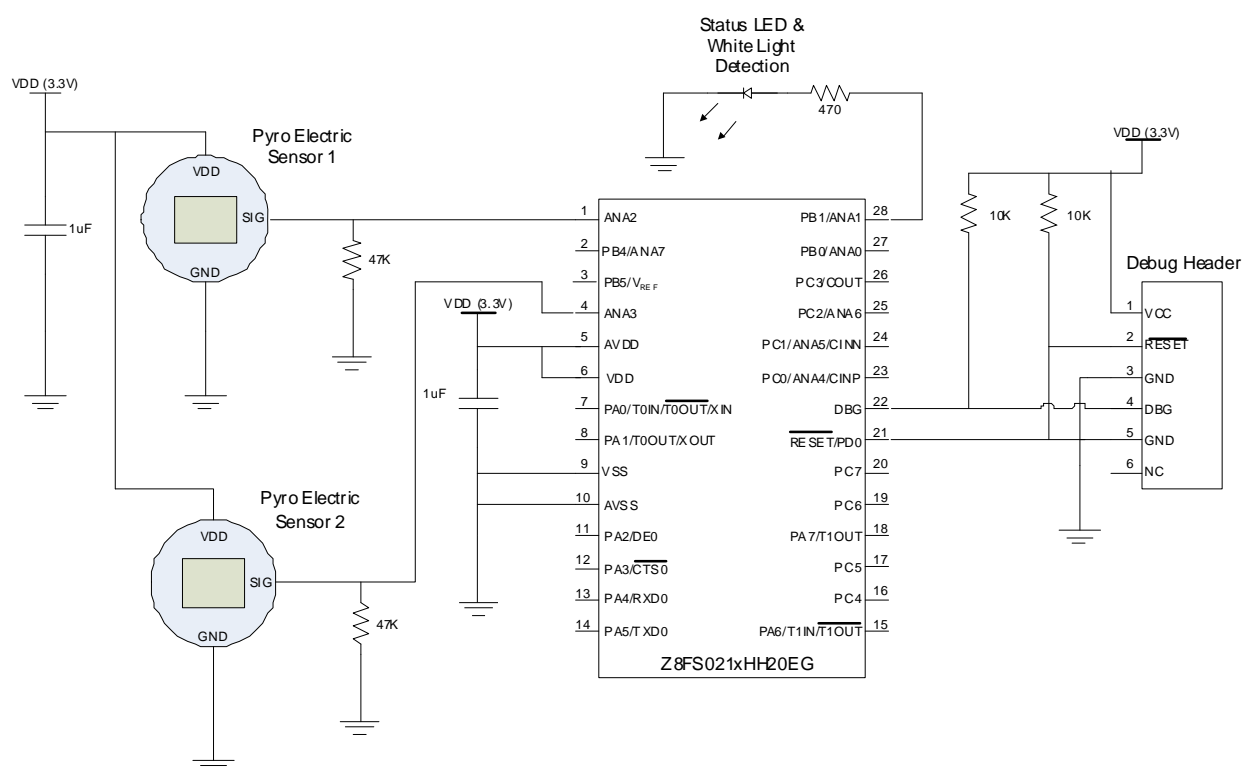 Status LED &
White Light
Detection
470
VDD (3.3V)
Pyro Electric
Sensor 1
VDD
SIG
GND
1uF
47K
VDD (3.3V)
1uF
Pyro Electric
Sensor 2
VDD
SIG
GND
47K
1 ANA2
2 PB4/ANA7
3 PB5/VREF
4 ANA3
5 AVDD
6 VDD
7 PA0/T0IN/T0OUT/XIN
8 PA1/T0OUT/XOUT
9 VSS
10 AVSS
11 PA2/DE0
12 PA3/CTS0
13 PA4/RXD0
14 PA5/TXD0
PB1/ANA1 28
PB0/ANA0 27
PC3/COUT 26
PC2/ANA6 25
PC1/ANA5/CINN 24
PC0/ANA4/CINP 23
DBG 22
RESET/PD0 21
PC7 20
PC6 19
PA7/T1OUT 18
PC5 17
PC4 16
PA6/T1IN/T1OUT 15
Z8FS021xHH20EG
VDD (3.3V)
10K
10K
Debug Header
1 VCC
2 RESET
3 GND
4 DBG
5 GND
6 NC